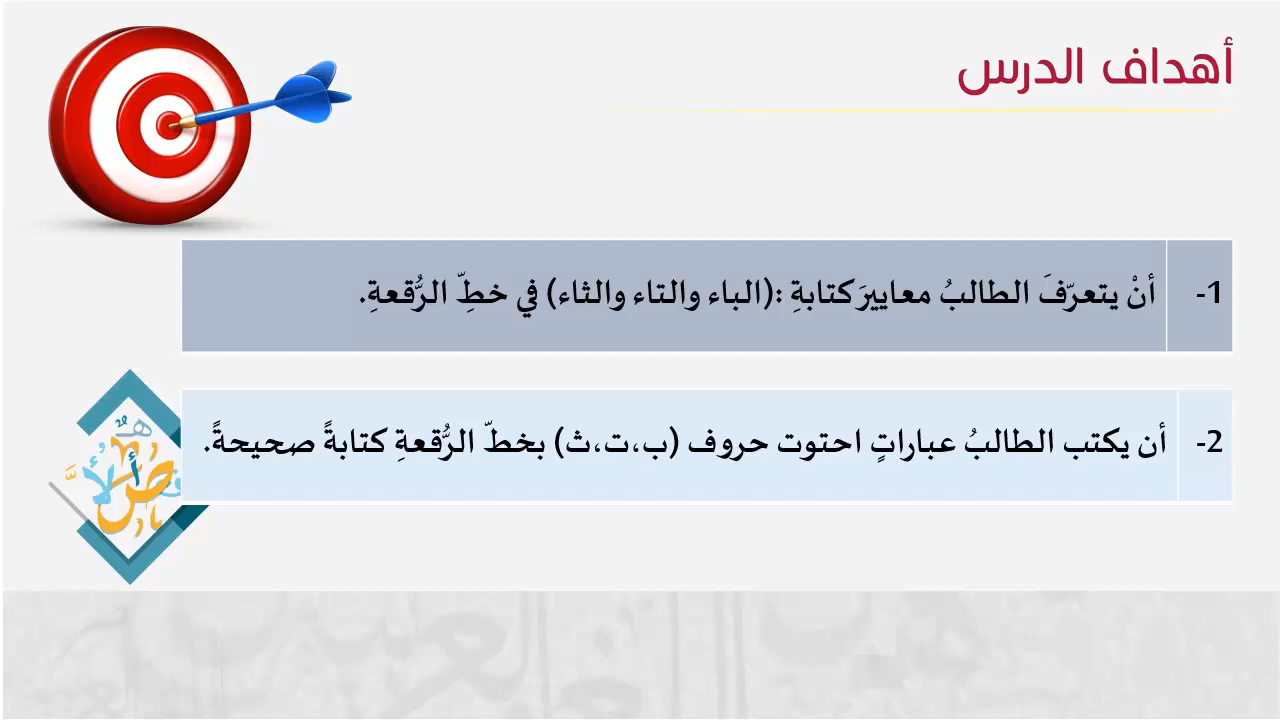 أهداف الدرس
1- أنْ يتعرّفَ الطالبُ معاييرَ كتابةِ :(الباء والتاء والثاء) في خطِّ الرُّقعةِ.
2- أن يكتب الطالبُ عباراتٍ احتوت حروف (ب،ت،ث) بخطّ الرُّقعةِ كتابةً صحيحةً.